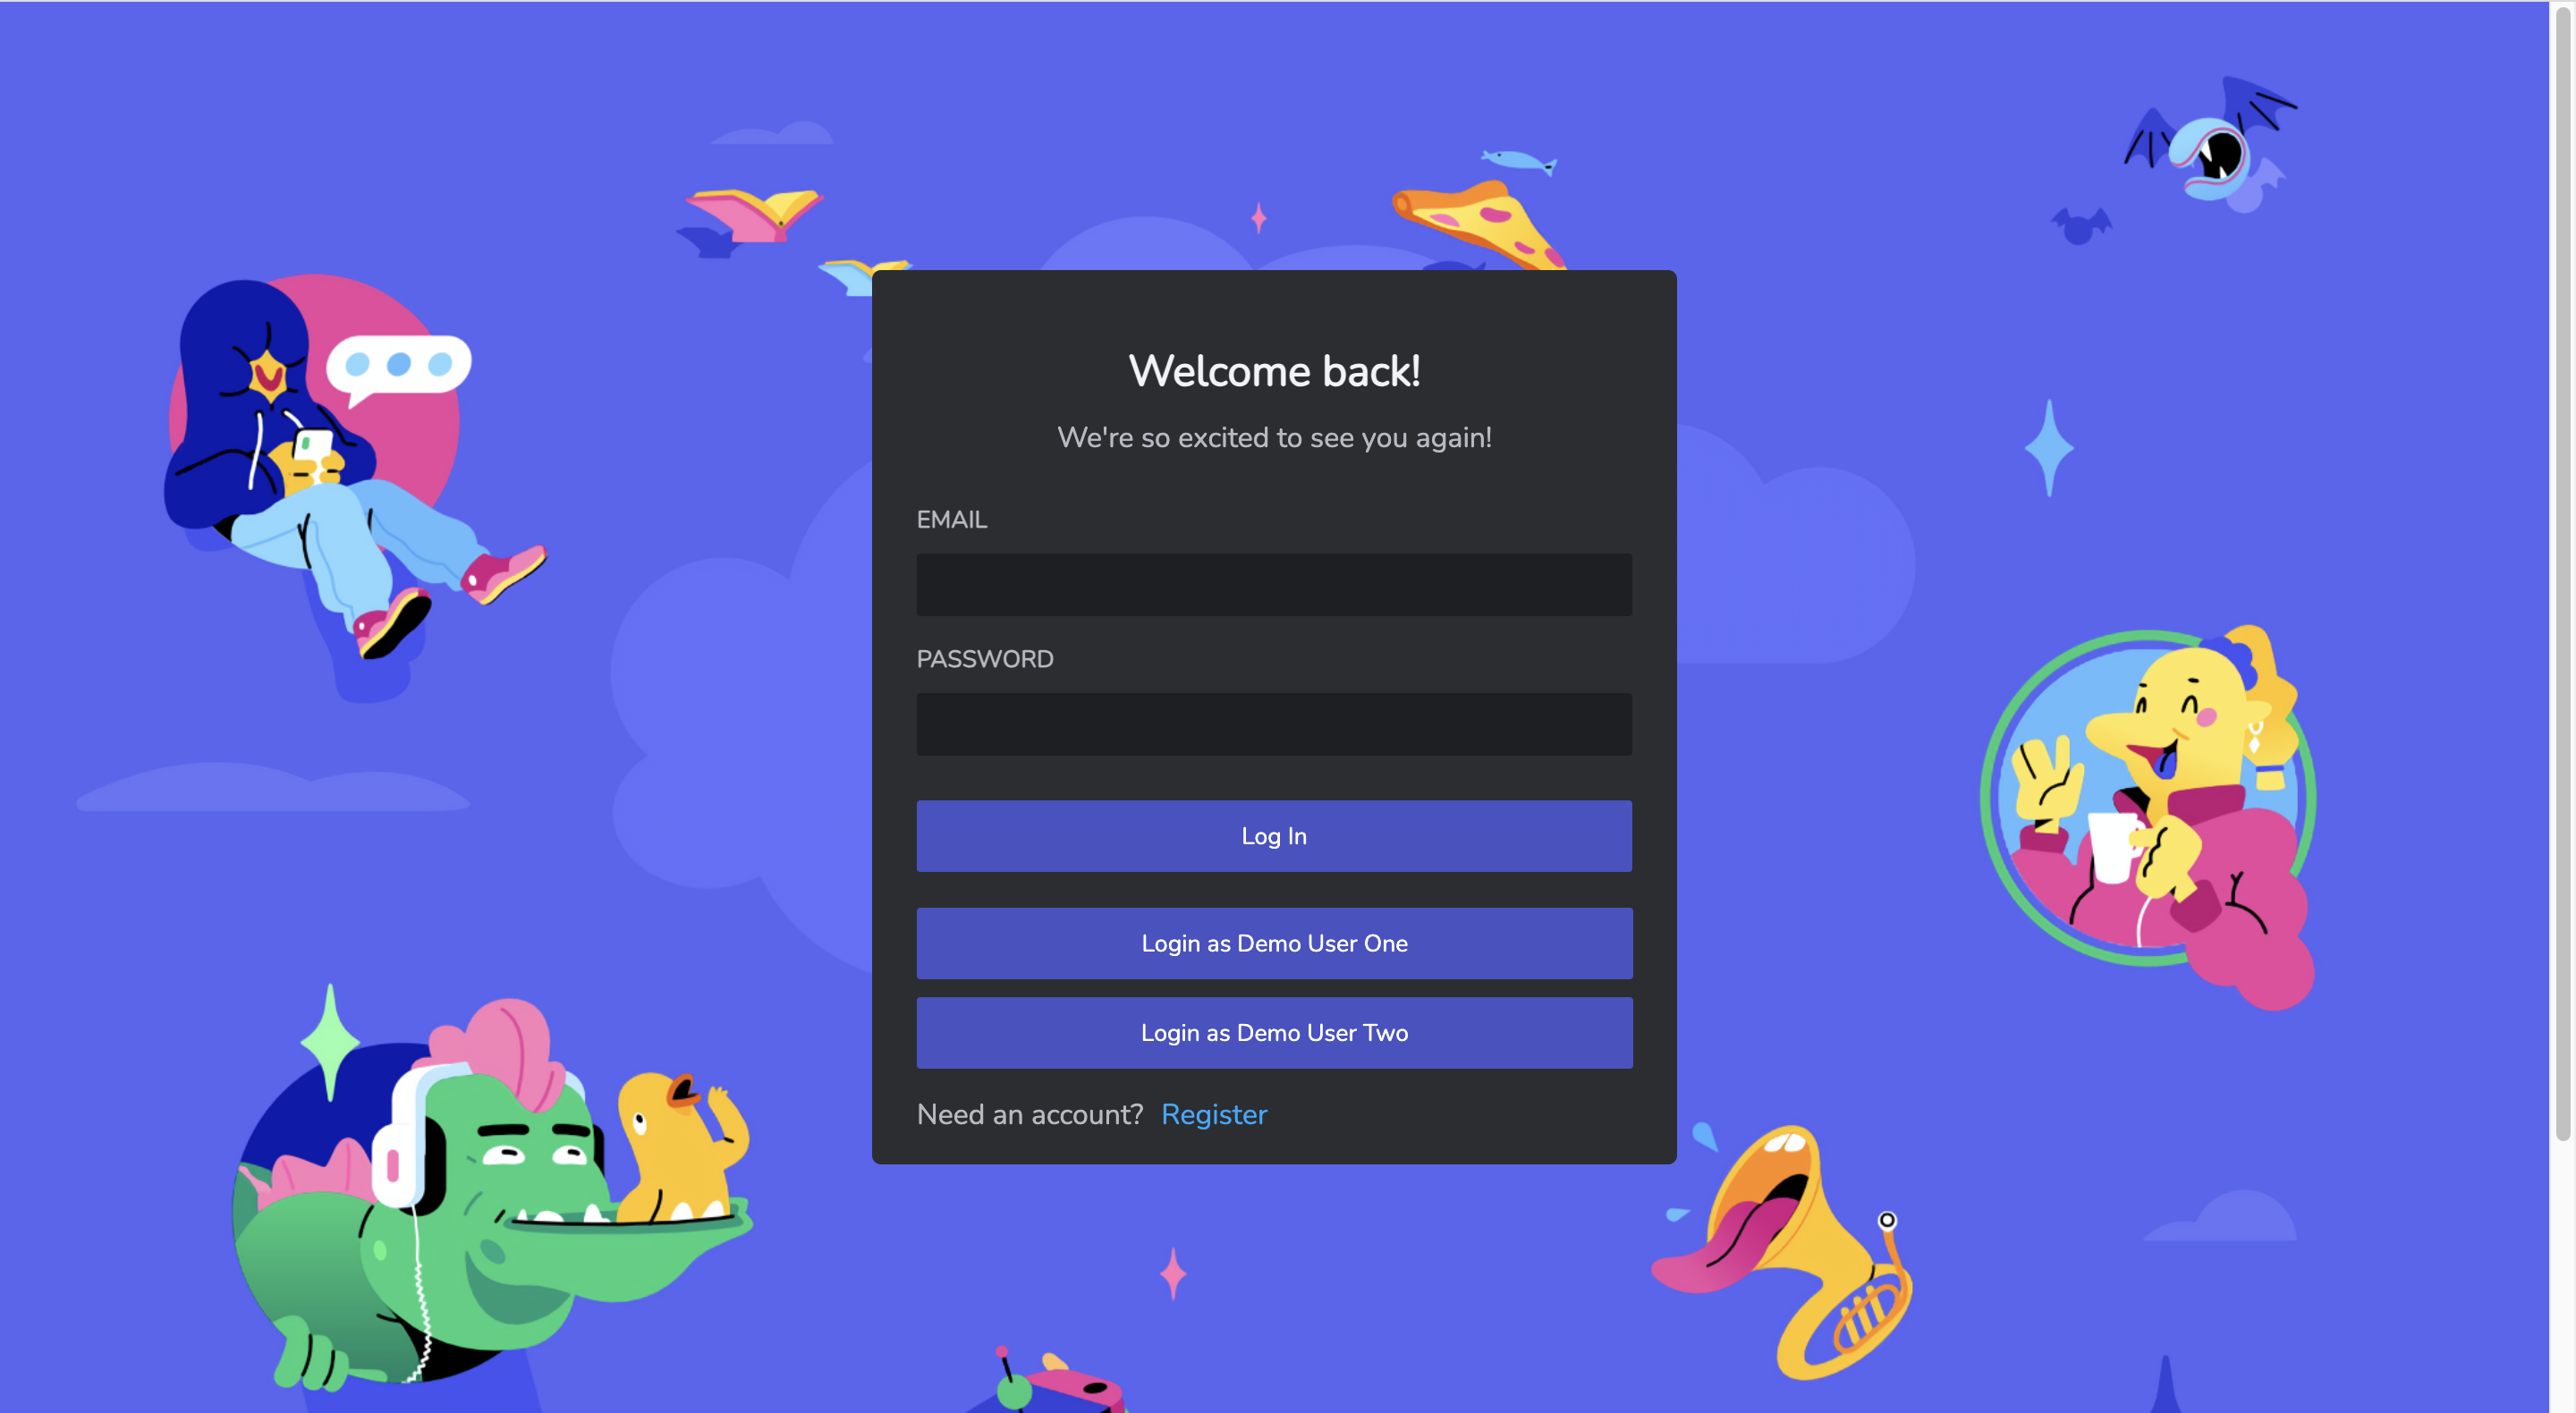 Welcome back!
We're so excited to see you again!
EMAIL
PASSWORD
Log In
Login as Demo User One
Login as Demo User Two
Need an account? Register